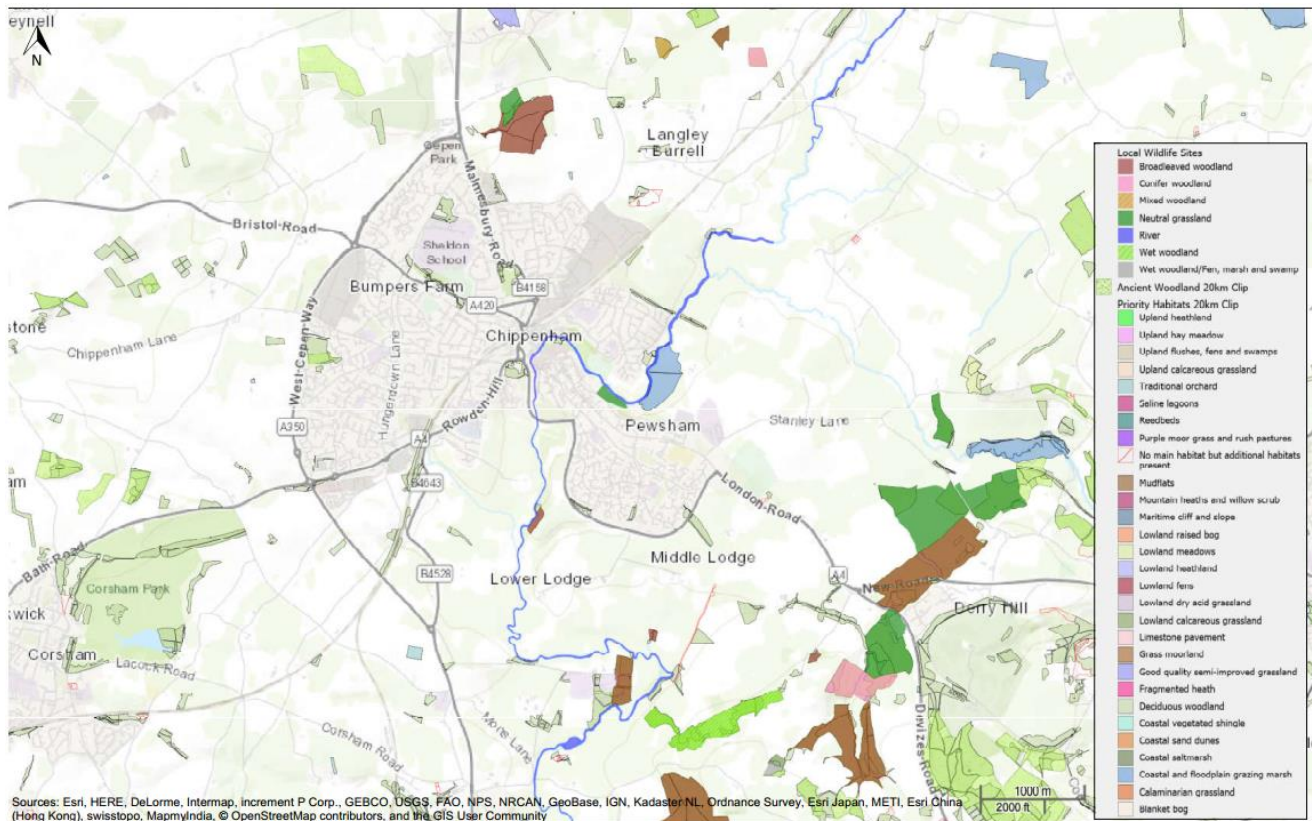 eynell
N
Cepen
Park
Malmesbury Road
Langley
Burrell
Bristol Road
Sheldon
School
Bumpers Farm
B4158
A420
stone
Chippenham Lane
West Cepen Way
Hungerdown Lane
Chippenham
Rowden Hill
A350
A4
B4643
Pewsham
Stanley Lane
London Road
Bath Road
am
Corsham Park
Lower Lodge
Middle Lodge
B4528
A4
New Road
Derry Hill
kwick
Corsham
Lacock Road
Corsham Road
Devizes Road
Local Wildlife Sites
Broadleaved woodland
Conifer woodland
Mixed woodland
Neutral grassland
River
Wet woodland
Wet woodland/Fen, marsh and swamp
Ancient Woodland 20km Clip
Priority Habitats 20km Clip
Upland heathland
Upland hay meadow
Upland flushes, fens and swamps
Upland calcareous grassland
Traditional orchard
Saline lagoons
Reedbeds
Purple moor grass and rush pastures
No main habitat but additional habitats
present
Mudflats
Mountain heaths and willow scrub
Maritime cliff and slope
Lowland raised bog
Lowland meadows
Lowland heathland
Lowland fens
Lowland dry acid grassland
Lowland calcareous grassland
Limestone pavement
Grass moorland
Good quality semi-improved grassland
Fragmented heath
Deciduous woodland
Coastal vegetated shingle
Coastal sand dunes
Coastal saltmarsh
Coastal and floodplain grazing marsh
Calaminarian grassland
Blanket bog
1000 m
2000 ft
Sources: Esri, HERE, DeLorme, Intermap, increment P Corp., GEBCO, USGS, FAO, NPS, NRCAN, GeoBase, IGN, Kadaster NL, Ordnance Survey, Esri Japan, METI, Esri China
(Hong Kong), swisstopo, MapmyIndia, © OpenStreetMap contributors, and the GIS User Community